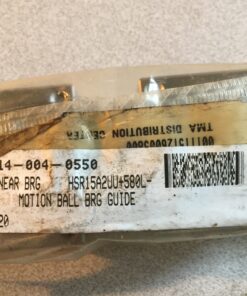 TMA DISTRIBUTION CENTER
14-004-0550
NEAR BRG HSR15A2UU+580L-
MOTION BALL BRG GUIDE
20